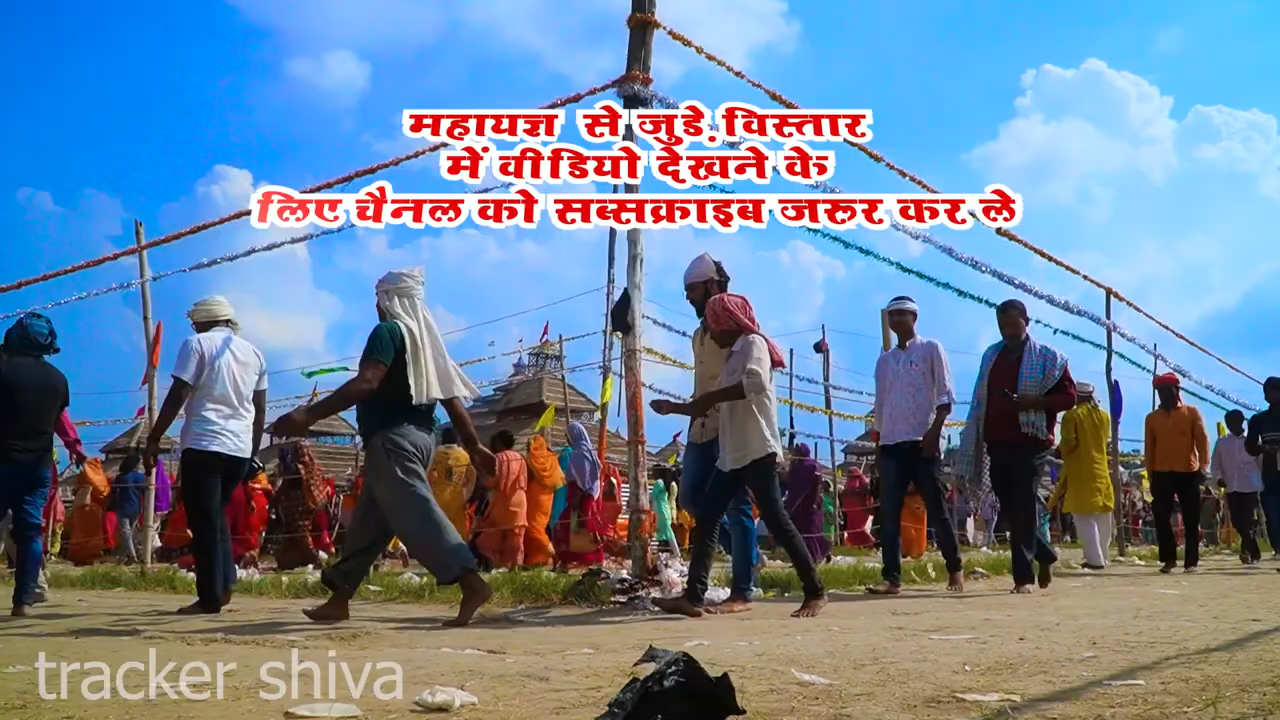 महायज्ञ से जुडे़ विस्तार
में वीडियो देखने के
लिए चैनल को सब्सक्राइब जरूर कर ले
tracker shiva